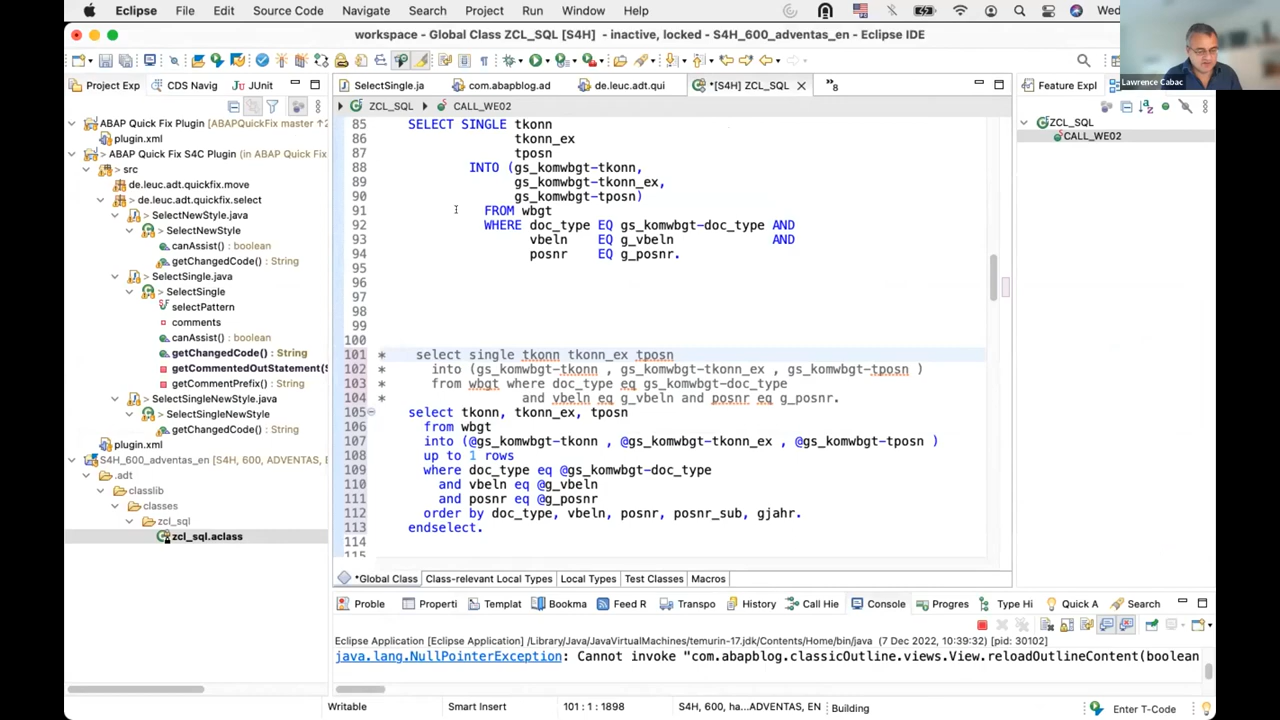 Eclipse File Edit Source Code Navigate Search Project Run Window Help Wed
workspace - Global Class ZCL_SQL [S4H] - inactive, locked - S4H_600_adventas_en - Eclipse IDE
Lawrence Cabac
Project Exp CDS Navig JUnit
SelectSingle.ja com.abapblog.ad de.leuc.adt.qui *[S4H] ZCL_SQL »8
Feature Expl
ZCL_SQL CALL_WE02
ABAP Quick Fix Plugin (ABAPQuickFix master ↑2
plugin.xml
> ABAP Quick Fix S4C Plugin (in ABAP Quick Fix
> src
de.leuc.adt.quickfix.move
> de.leuc.adt.quickfix.select
> SelectNewStyle.java
> SelectNewStyle
canAssist() : boolean
getChangedCode() : String
> SelectSingle.java
> SelectSingle
selectPattern
comments
canAssist() : boolean
getChangedCode() : String
getCommentedOutStatement(S
getCommentPrefix() : String
> SelectSingleNewStyle.java
> SelectSingleNewStyle
getChangedCode() : String
plugin.xml
S4H_600_adventas_en [S4H, 600, ADVENTAS, E
.adt
classlib
classes
zcl_sql
zcl_sql.aclass
85 SELECT SINGLE tkonn
86 tkonn_ex
87 tposn
88 INTO (gs_komwbgt-tkonn,
89 gs_komwbgt-tkonn_ex,
90 gs_komwbgt-tposn)
91 FROM wbgt
92 WHERE doc_type EQ gs_komwbgt-doc_type AND
93 vbeln EQ g_vbeln AND
94 posnr EQ g_posnr.
95
96
97
98
99
100
101 * select single tkonn tkonn_ex tposn
102 * into (gs_komwbgt-tkonn , gs_komwbgt-tkonn_ex , gs_komwbgt-tposn )
103 * from wbgt where doc_type eq gs_komwbgt-doc_type
104 * and vbeln eq g_vbeln and posnr eq g_posnr.
105 select tkonn, tkonn_ex, tposn
106 from wbgt
107 into (@gs_komwbgt-tkonn , @gs_komwbgt-tkonn_ex , @gs_komwbgt-tposn )
108 up to 1 rows
109 where doc_type eq @gs_komwbgt-doc_type
110 and vbeln eq @g_vbeln
111 and posnr eq @g_posnr
112 order by doc_type, vbeln, posnr, posnr_sub, gjahr.
113 endselect.
114
115
ZCL_SQL
CALL_WE02
*Global Class Class-relevant Local Types Local Types Test Classes Macros
Proble Properti Templat Bookma Feed R Transpo History Call Hie Console Progres Type Hi Quick A Search
Eclipse Application [Eclipse Application] /Library/Java/JavaVirtualMachines/temurin-17.jdk/Contents/Home/bin/java (7 Dec 2022, 10:39:32) [pid: 30102]
java.lang.NullPointerException: Cannot invoke "com.abapblog.classicOutline.views.View.reloadOutlineContent(boolean
Writable Smart Insert 101 : 1 : 1898 S4H, 600, ha...ADVENTAS, EN Building Enter T-Code